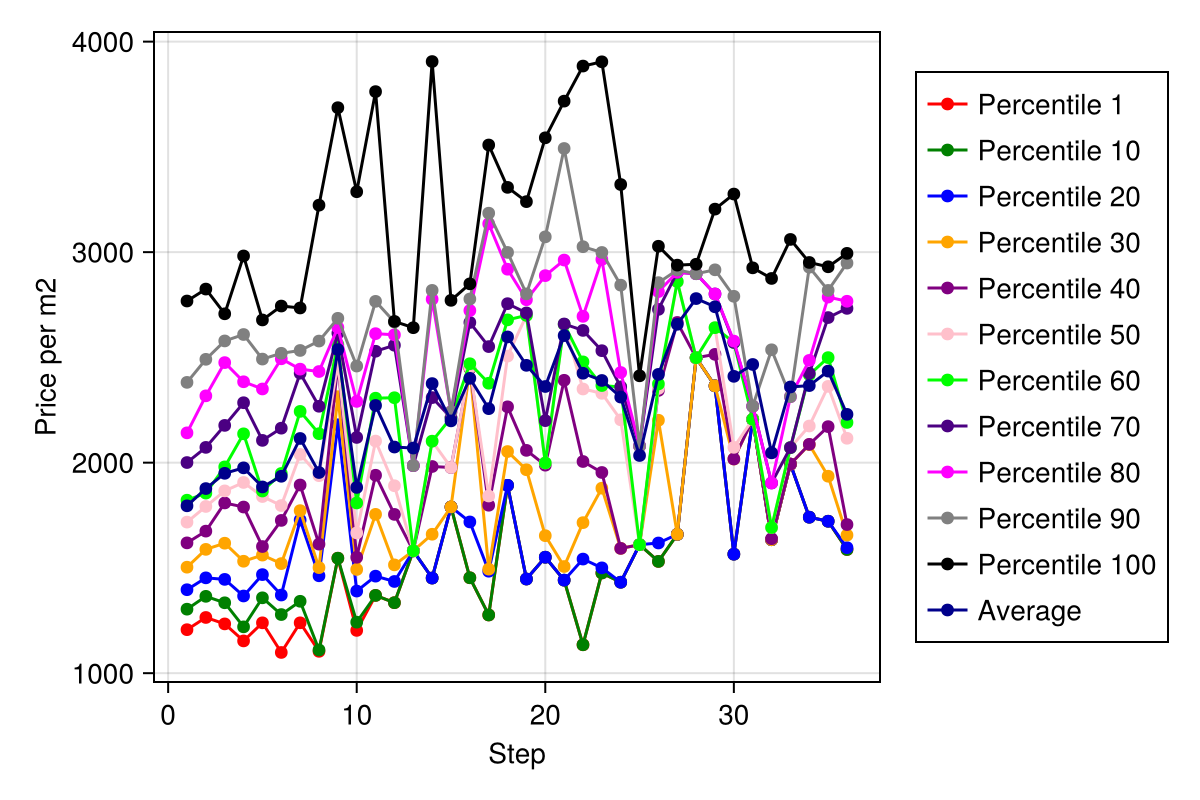 4000
3000
2000
1000
Price per m2
0 10 20 30
Step
Percentile 1
Percentile 10
Percentile 20
Percentile 30
Percentile 40
Percentile 50
Percentile 60
Percentile 70
Percentile 80
Percentile 90
Percentile 100
Average